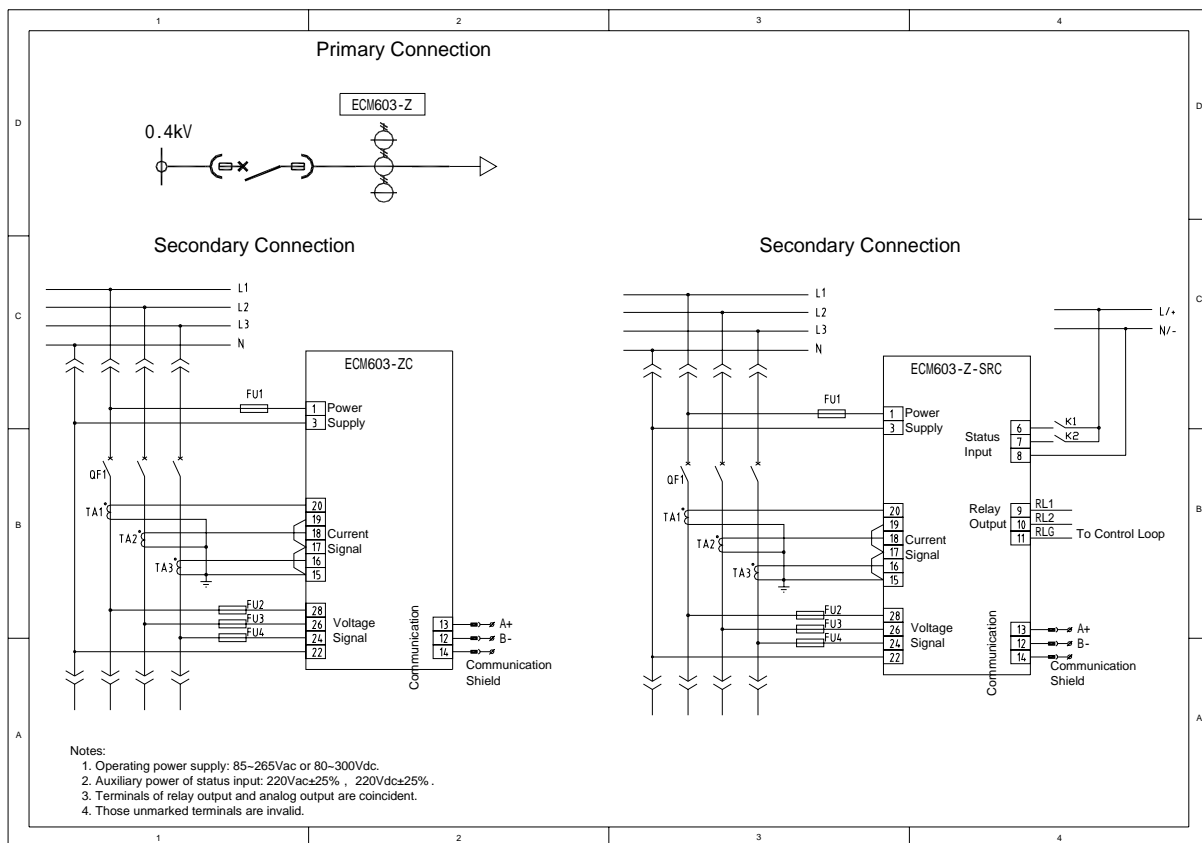 1 2 3 4
Primary Connection
ECM603-Z
0.4kV
D D
Secondary Connection
L1
L2
L3
N
C
ECM603-ZC
FU1
1 Power
3 Supply
B
QF1
TA1
TA2
TA3
20
19
18 Current
17 Signal
16
15
FU2
FU3
FU4
28
26 Voltage
24 Signal
22
Communication
13 A+
12 B-
14
Communication
Shield
A
Secondary Connection
L1
L2
L3
N
L/+
N/-
C
ECM603-Z-SRC
FU1
1 Power
3 Supply
Status
Input
6 K1
7 K2
8
B
QF1
TA1
TA2
TA3
20
19
18 Current
17 Signal
16
15
Relay
Output
9 RL1
10 RL2
11 RLG
To Control Loop
FU2
FU3
FU4
28
26 Voltage
24 Signal
22
Communication
13 A+
12 B-
14
Communication
Shield
A
Notes:
1. Operating power supply: 85~265Vac or 80~300Vdc.
2. Auxiliary power of status input: 220Vac±25% , 220Vdc±25% .
3. Terminals of relay output and analog output are coincident.
4. Those unmarked terminals are invalid.
1 2 3 4